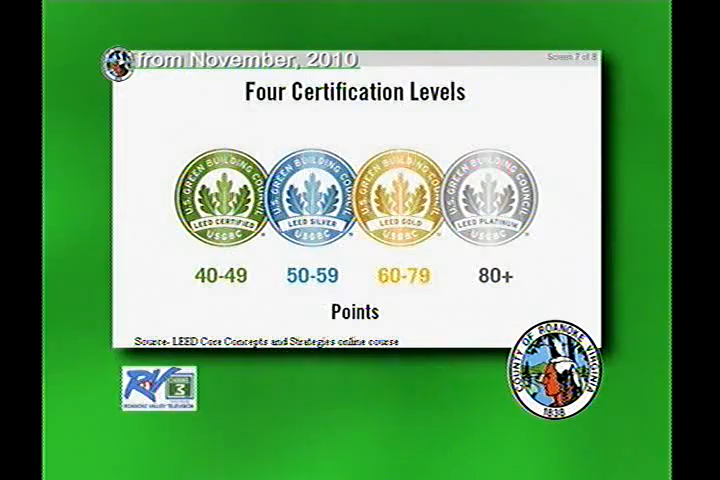 from November, 2010
Screen 7 of 8
Four Certification Levels
U.S. GREEN BUILDING COUNCIL
LEED CERTIFIED
USGBC
U.S. GREEN BUILDING COUNCIL
LEED SILVER
USGBC
U.S. GREEN BUILDING COUNCIL
LEED GOLD
USGBC
U.S. GREEN BUILDING COUNCIL
LEED PLATINUM
USGBC
40-49 50-59 60-79 80+
Points
Source- LEED Core Concepts and Strategies online course
RV
3
ROANOKE VALLEY TELEVISION
COUNTY OF ROANOKE VIRGINIA
1838